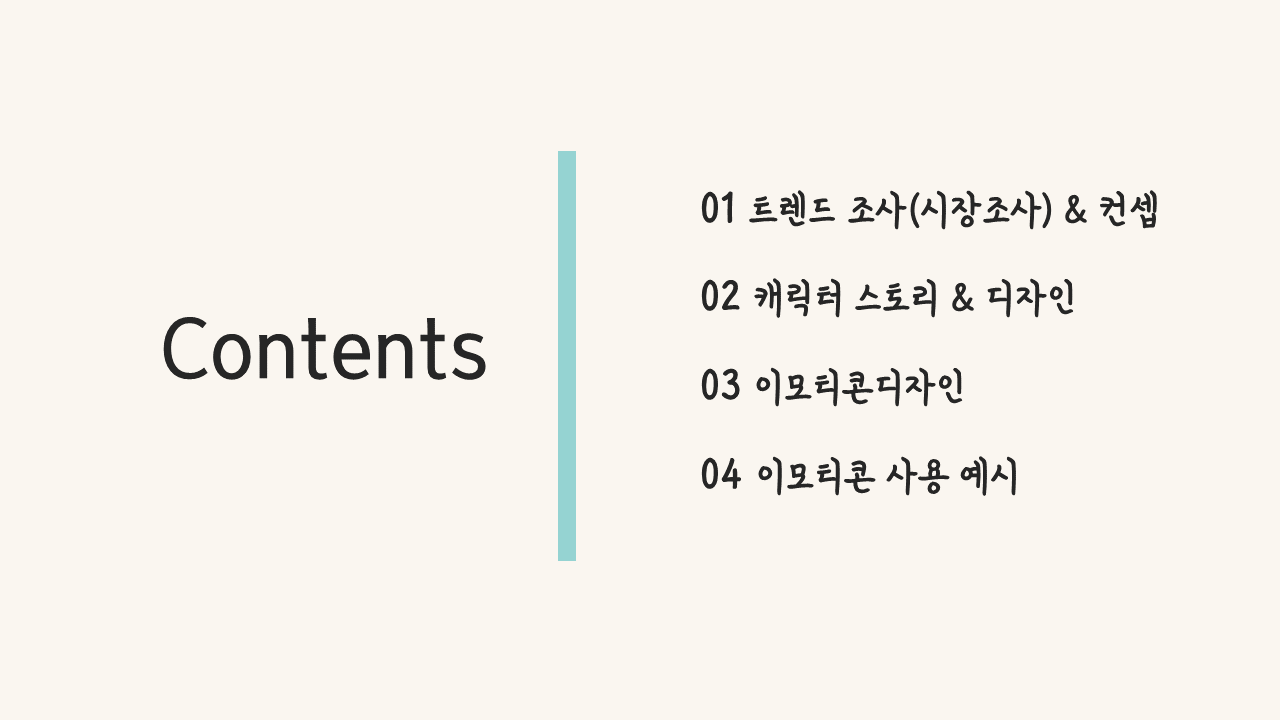 Contents
01 트렌드 조사(시장조사) & 컨셉
02 캐릭터 스토리 & 디자인
03 이모티콘디자인
04 이모티콘 사용 예시